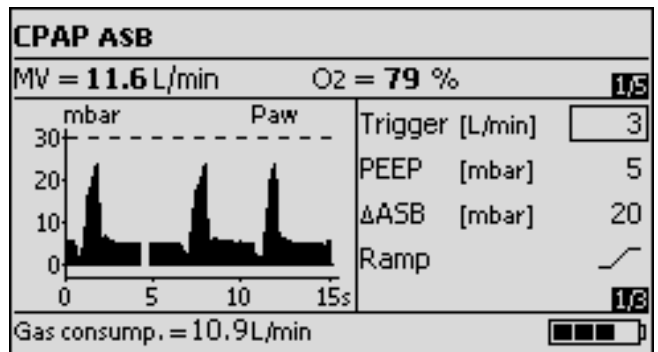 CPAP ASB
MV = 11.6 L/min O2 = 79 %
1/5
mbar Paw
30
20
10
0
0 5 10 15s
Trigger [L/min] 3
PEEP [mbar] 5
ΔASB [mbar] 20
Ramp
1/3
Gas consump. = 10.9L/min